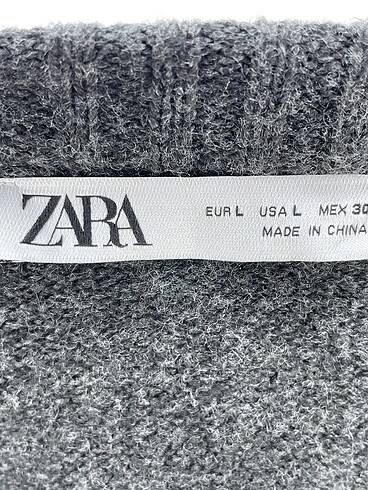 ZARA
EUR L USA L MEX 30
MADE IN CHINA